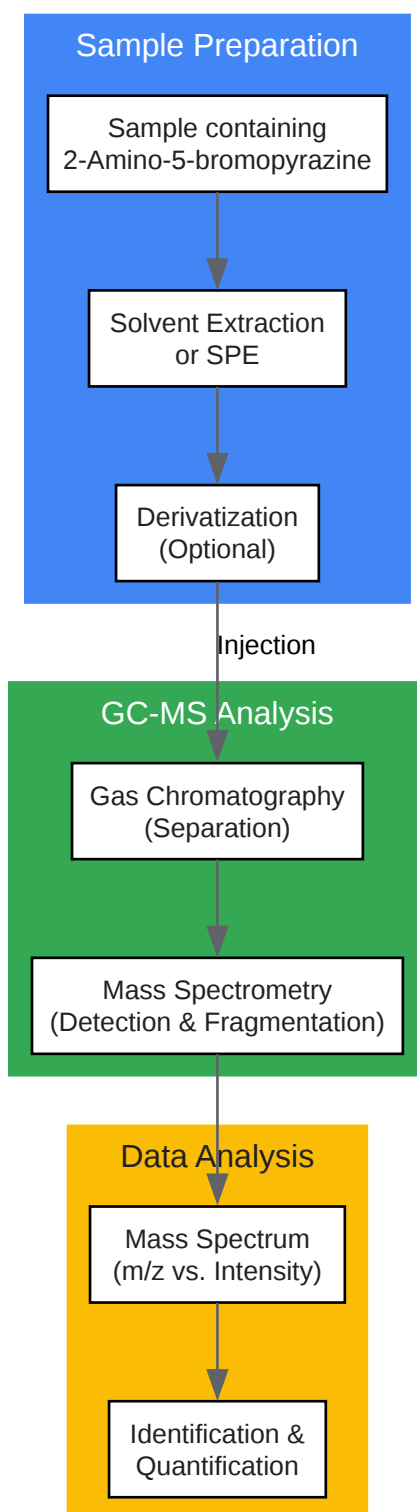 Sample Preparation
Sample containing
2-Amino-5-bromopyrazine
Solvent Extraction
or SPE
Derivatization
(Optional)
Injection
GC-MS Analysis
Gas Chromatography
(Separation)
Mass Spectrometry
(Detection & Fragmentation)
Data Analysis
Mass Spectrum
(m/z vs. Intensity)
Identification &
Quantification